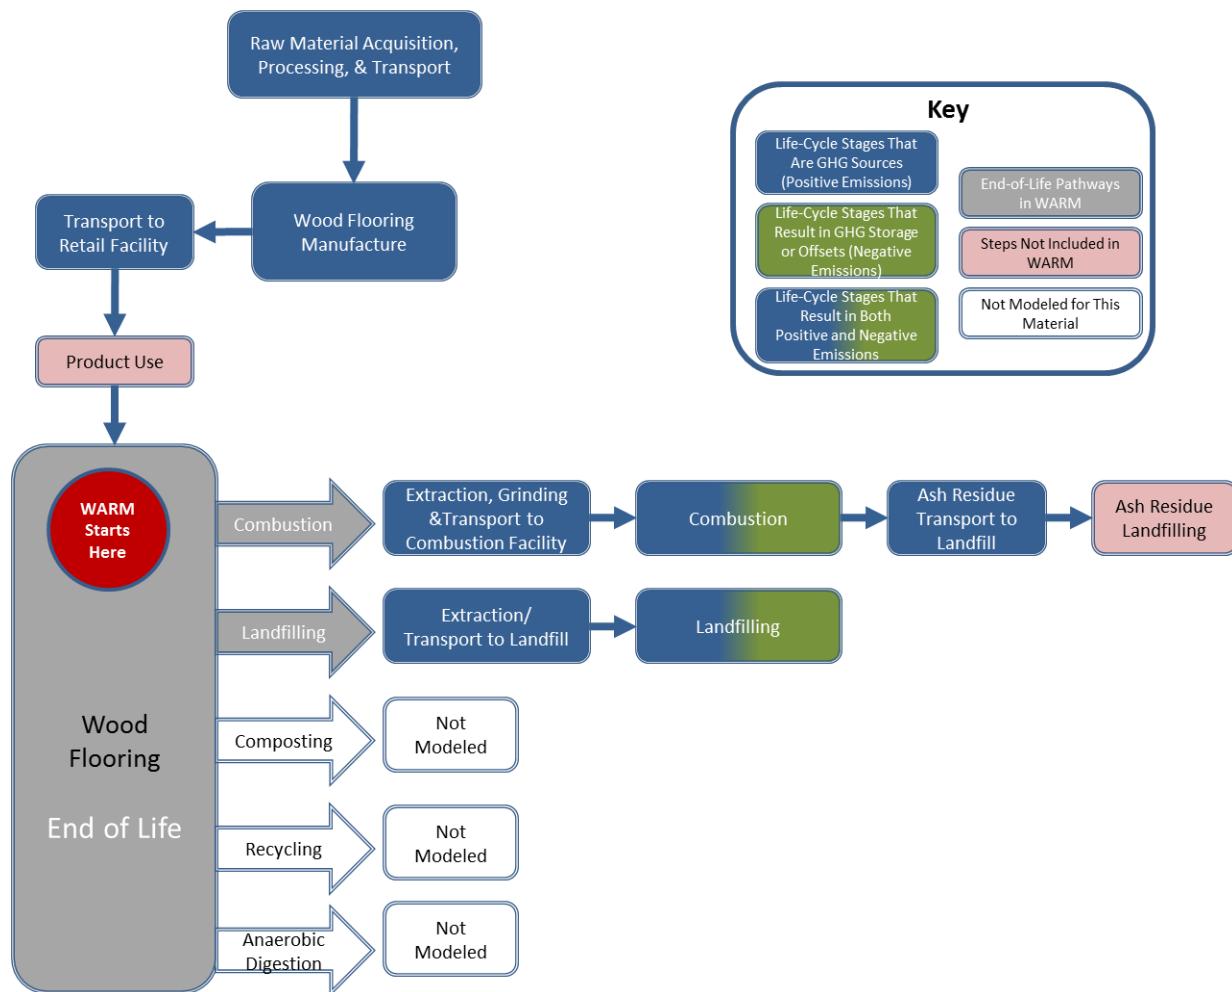 Raw Material Acquisition,
Processing, & Transport
Key
Life-Cycle Stages That
Are GHG Sources
(Positive Emissions)
Life-Cycle Stages That
Result in GHG Storage
or Offsets (Negative
Emissions)
Life-Cycle Stages That
Result in Both
Positive and Negative
Emissions
End-of-Life Pathways
in WARM
Steps Not Included in
WARM
Not Modeled for This
Material
Transport to
Retail Facility
Wood Flooring
Manufacture
Product Use
WARM
Starts
Here
Wood
Flooring
End of Life
Combustion
Extraction, Grinding
&Transport to
Combustion Facility
Combustion
Ash Residue
Transport to
Landfill
Ash Residue
Landfilling
Landfilling
Extraction/
Transport to Landfill
Landfilling
Composting
Not
Modeled
Recycling
Not
Modeled
Anaerobic
Digestion
Not
Modeled